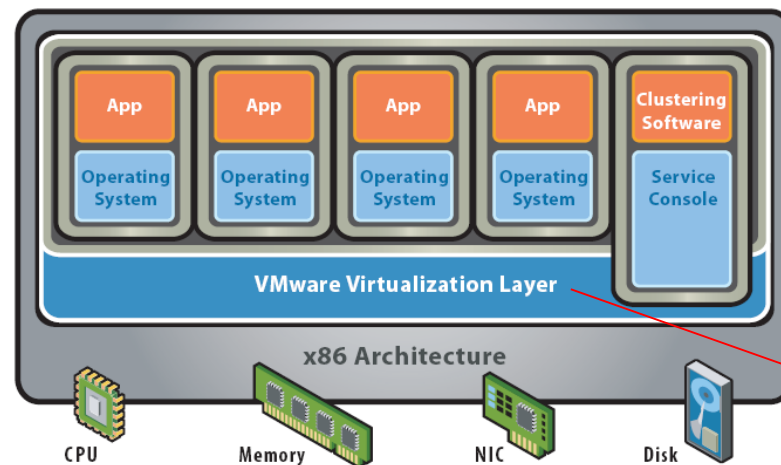 App App App App Clustering Software
Operating System Operating System Operating System Operating System Service Console
VMware Virtualization Layer
x86 Architecture
CPU Memory NIC Disk